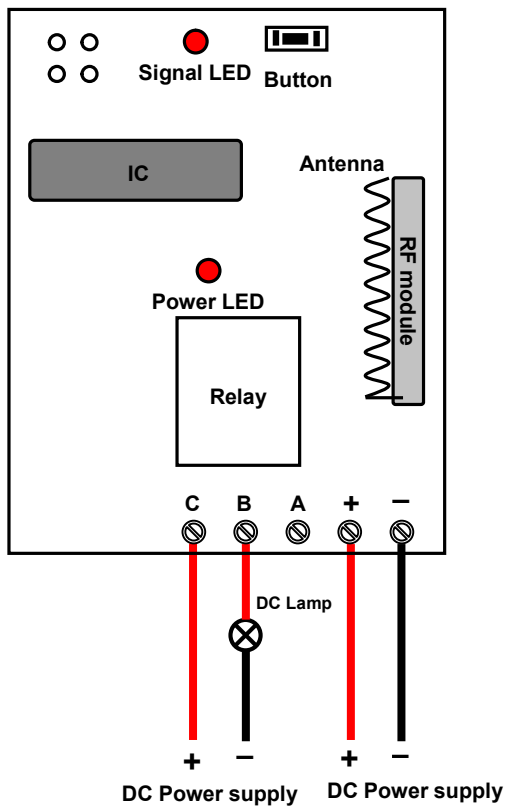 Signal LED
Button
IC
Antenna
RF module
Power LED
Relay
C B A + −
DC Lamp
+ − + −
DC Power supply DC Power supply